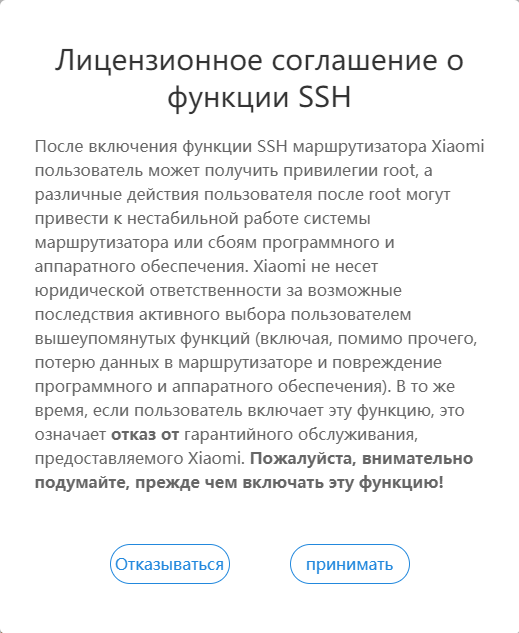 Лицензионное соглашение о
функции SSH
После включения функции SSH маршрутизатора Xiaomi
пользователь может получить привилегии root, а
различные действия пользователя после root могут
привести к нестабильной работе системы
маршрутизатора или сбоям программного и
аппаратного обеспечения. Xiaomi не несет
юридической ответственности за возможные
последствия активного выбора пользователем
вышеупомянутых функций (включая, помимо прочего,
потерю данных в маршрутизаторе и повреждение
программного и аппаратного обеспечения). В то же
время, если пользователь включает эту функцию, это
означает отказ от гарантийного обслуживания,
предоставляемого Xiaomi. Пожалуйста, внимательно
подумайте, прежде чем включать эту функцию!
Отказываться принимать